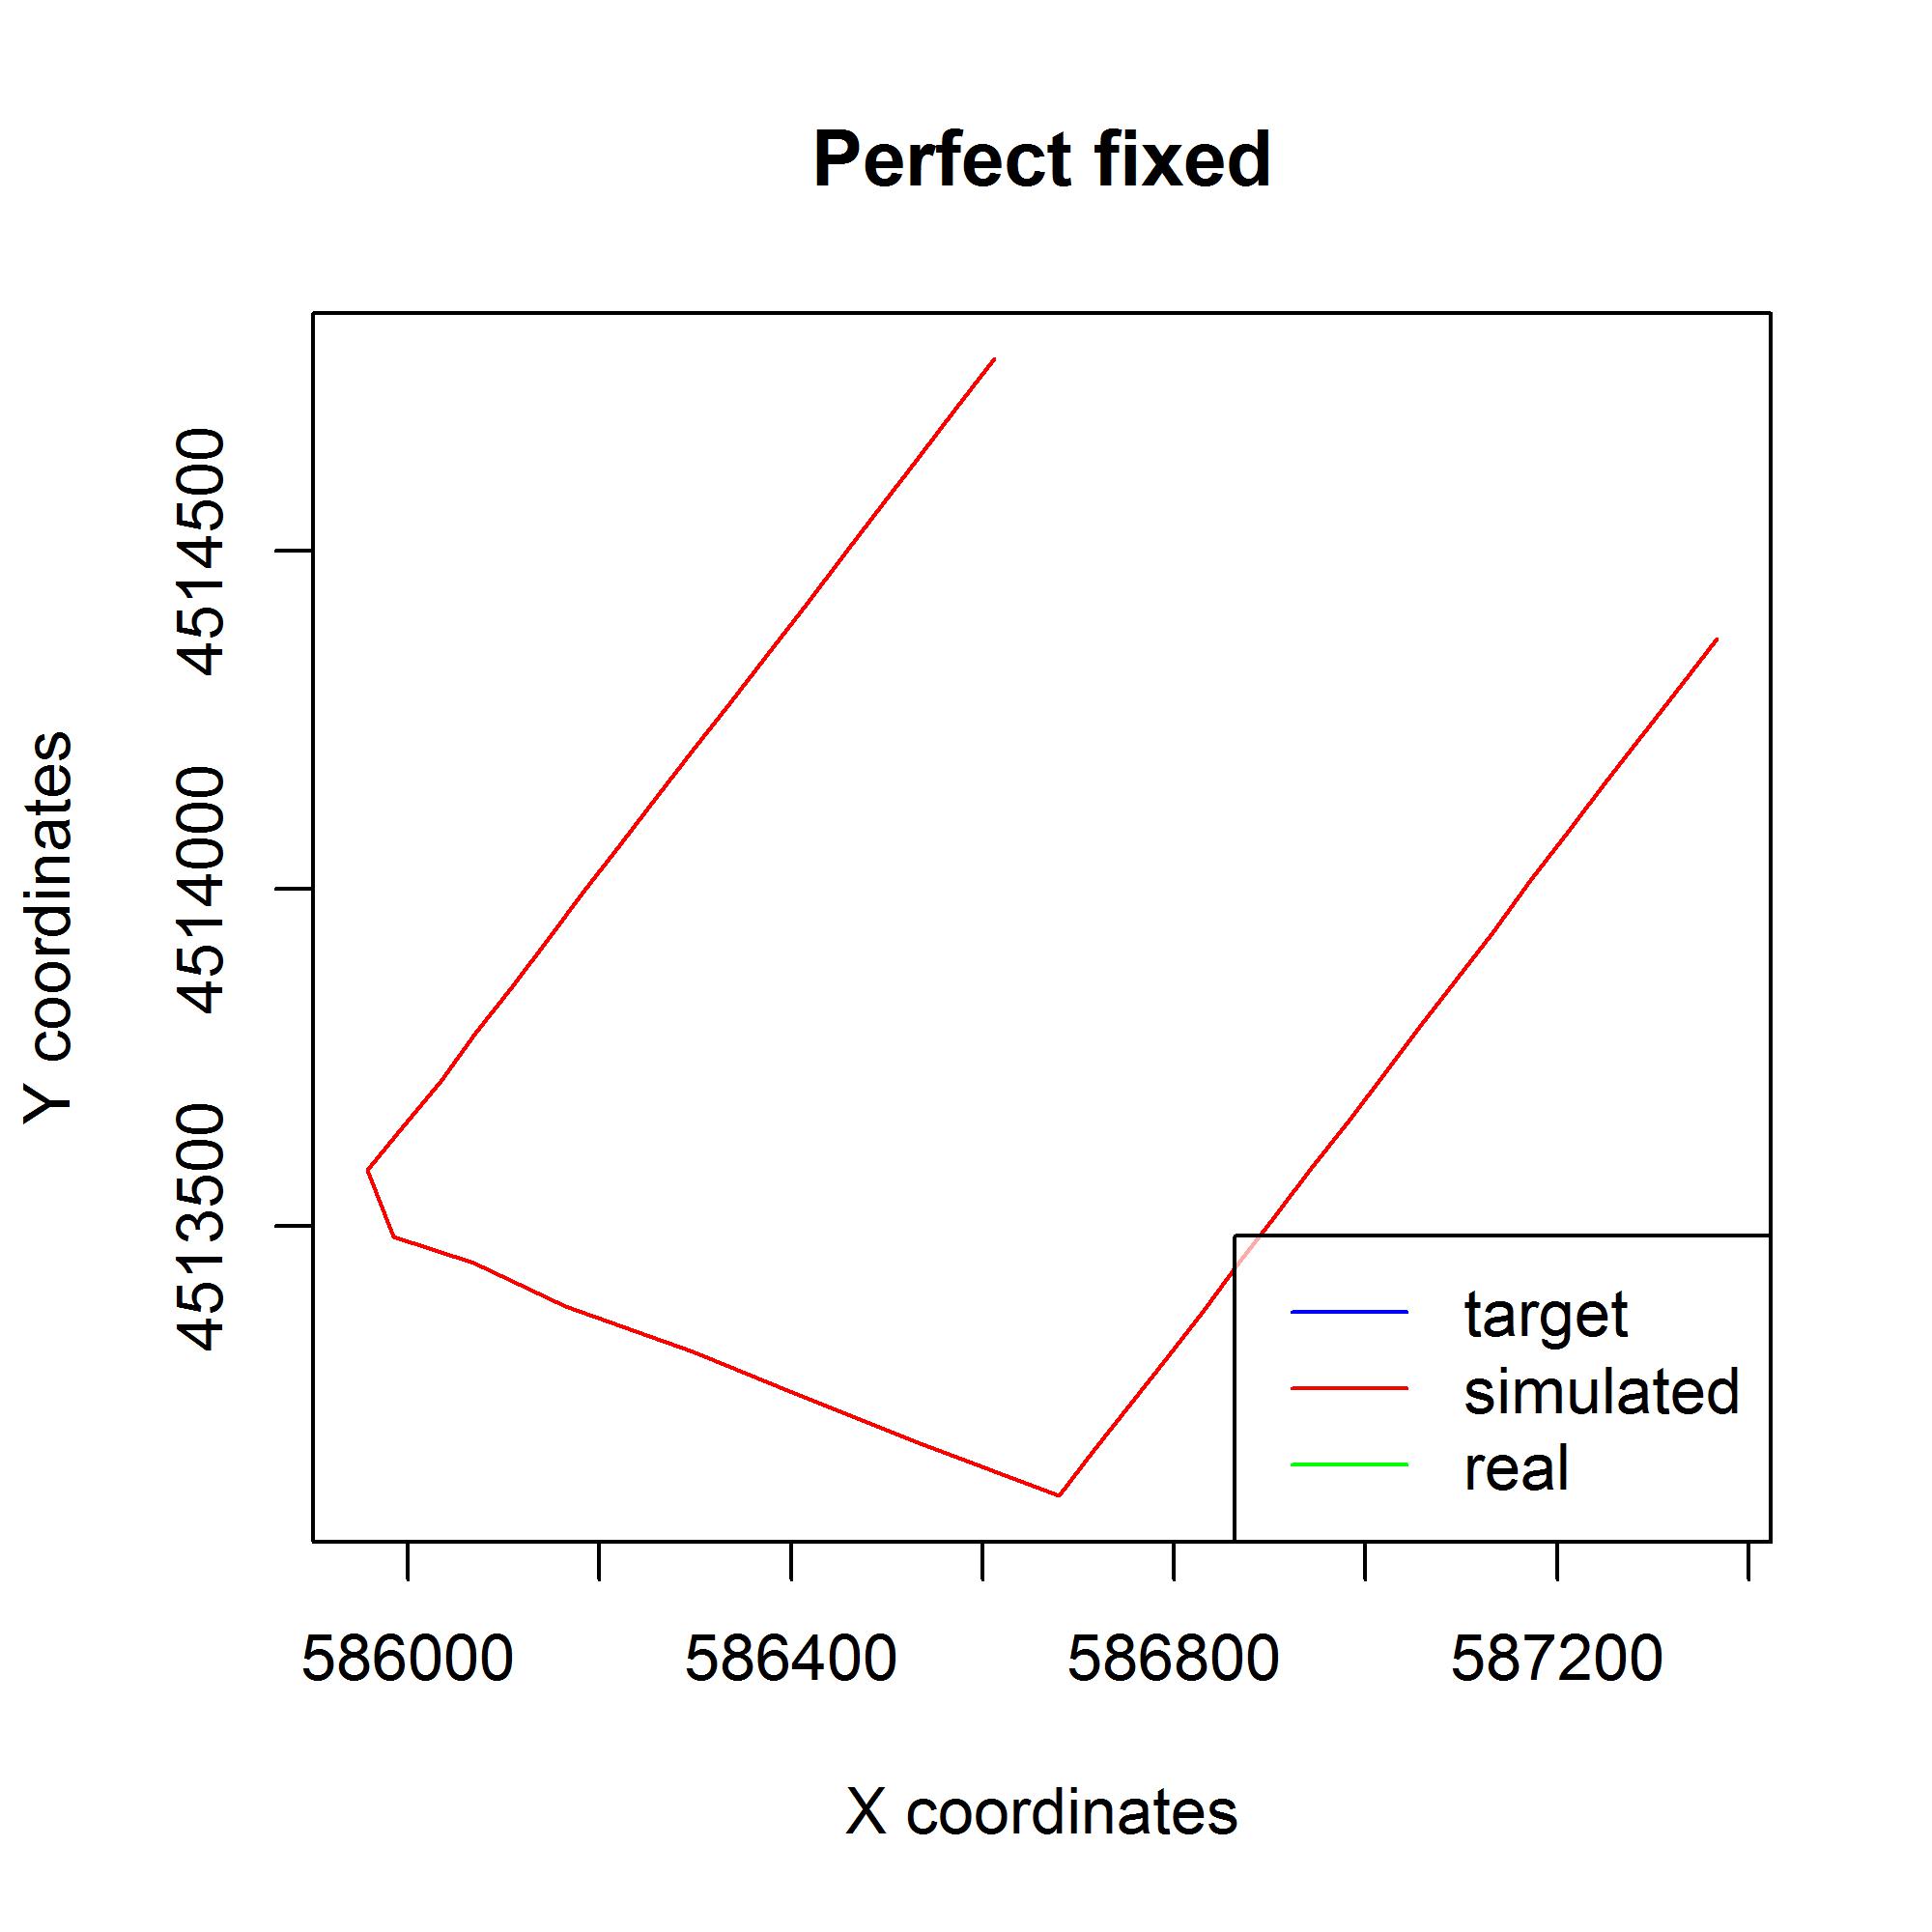 Perfect fixed
Y coordinates
4514500
4514000
4513500
target
simulated
real
586000 586400 586800 587200
X coordinates